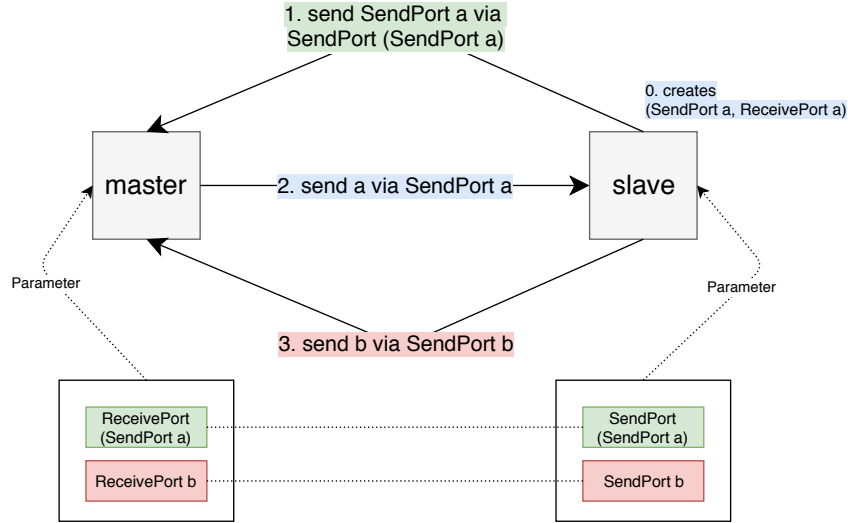 1. send SendPort a via
SendPort (SendPort a)
0. creates
(SendPort a, ReceivePort a)
master
2. send a via SendPort a
slave
Parameter
Parameter
3. send b via SendPort b
ReceivePort
(SendPort a)
SendPort
(SendPort a)
ReceivePort b
SendPort b